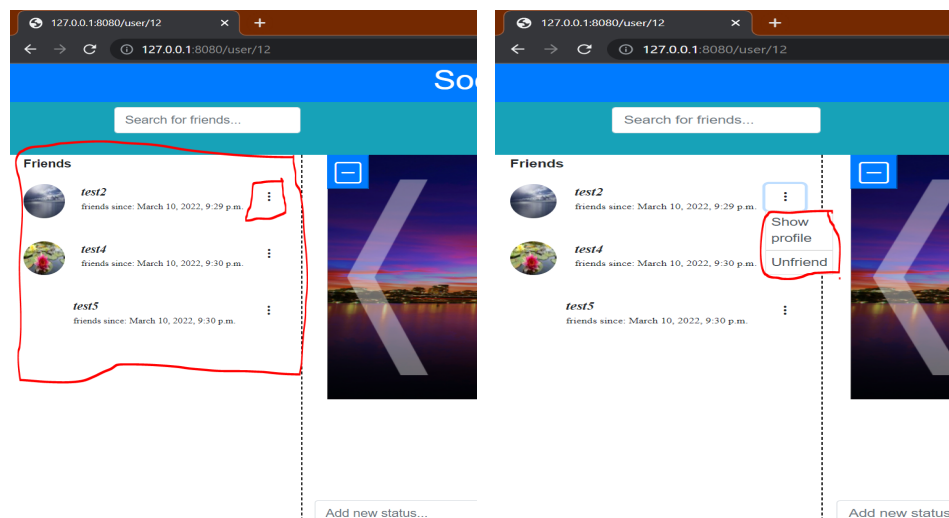 127.0.0.1:8080/user/12
127.0.0.1:8080/user/12
Soc
Search for friends...
Friends
test2
friends since: March 10, 2022, 9:29 p.m.
test4
friends since: March 10, 2022, 9:30 p.m.
test5
friends since: March 10, 2022, 9:30 p.m.
Add new status...
127.0.0.1:8080/user/12
127.0.0.1:8080/user/12
Search for friends...
Friends
test2
friends since: March 10, 2022, 9:29 p.m.
Show
profile
Unfriend
test4
friends since: March 10, 2022, 9:30 p.m.
test5
friends since: March 10, 2022, 9:30 p.m.
Add new status